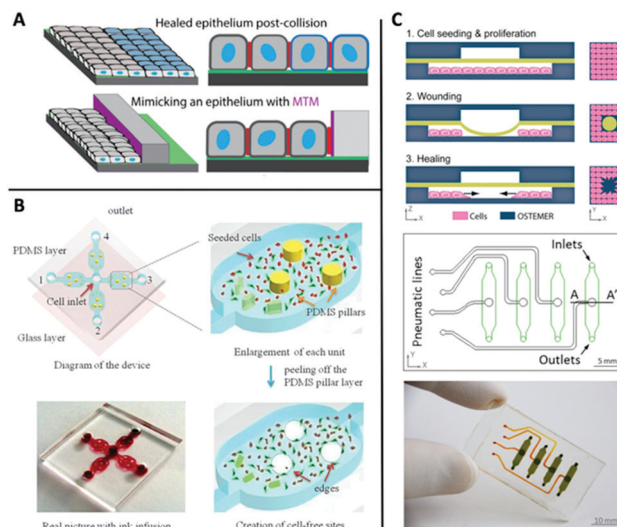 A
Healed epithelium post-collision
Mimicking an epithelium with MTM
B
outlet
PDMS layer
4
1
3
Cell inlet
2
Glass layer
Diagram of the device
Seeded cells
PDMS pillars
Enlargement of each unit
peeling off the
PDMS pillar layer
edges
Real picture with ink infusion
Creation of cell-free sites
C
1. Cell seeding & proliferation
2. Wounding
3. Healing
Z
X
Cells
OSTEMER
Y
X
Pneumatic lines
Inlets
A
A'
Outlets
Y
X
5 mm
10 mm